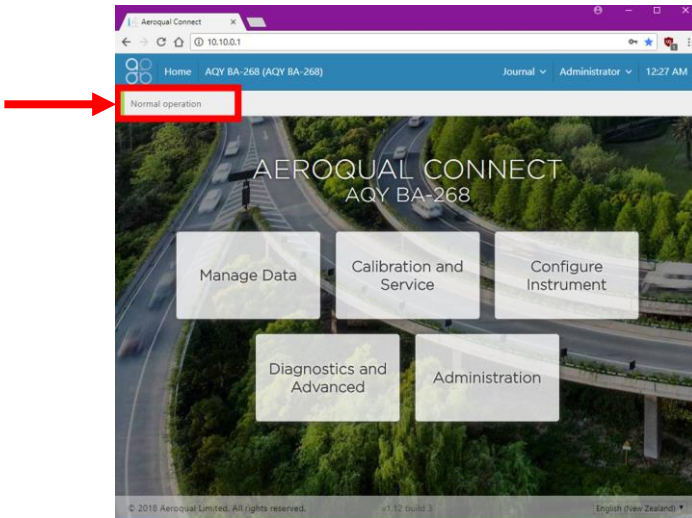 Aeroqual Connect
10.10.0.1
Home AQY BA-268 (AQY BA-268) Journal Administrator 12:27 AM
Normal operation
AEROQUAL CONNECT
AQY BA-268
Manage Data
Calibration and
Service
Configure
Instrument
Diagnostics and
Advanced
Administration
© 2018 Aeroqual Limited. All rights reserved. v1.12 build 3 English (New Zealand)